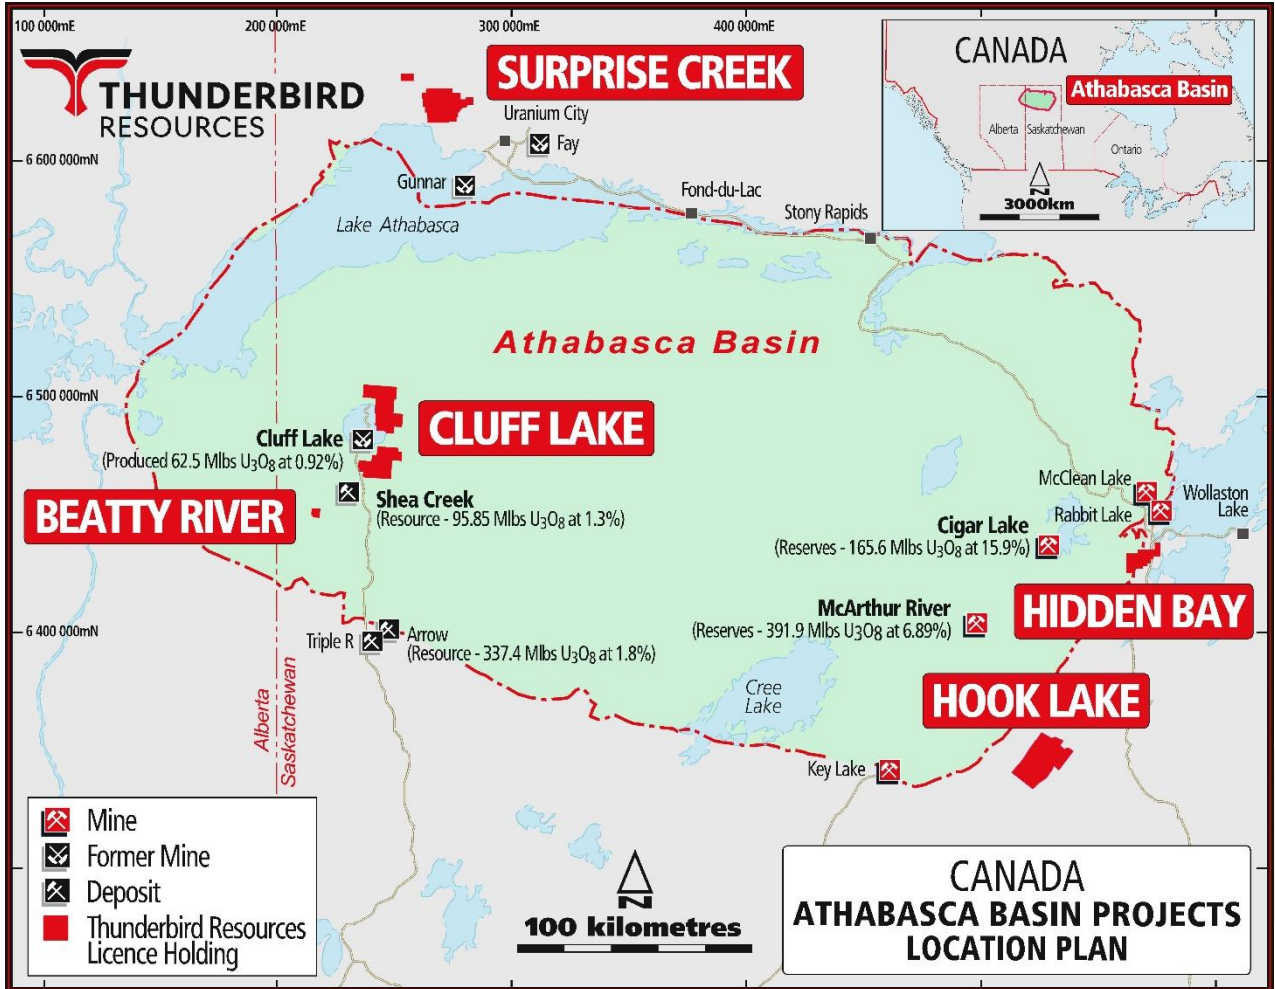 100 000mE
200 000mE
300 000mE
400 000mE
THUNDERBIRD
RESOURCES
SURPRISE CREEK
CANADA
Athabasca Basin
Alberta
Saskatchewan
Ontario
N
3000km
Uranium City
Fay
6 600 000mN
Gunnar
Fond-du-Lac
Stony Rapids
Lake Athabasca
Athabasca Basin
6 500 000mN
CLUFF LAKE
Cluff Lake
(Produced 62.5 Mlbs U₃O₈ at 0.92%)
BEATTY RIVER
Shea Creek
(Resource - 95.85 Mlbs U₃O₈ at 1.3%)
McClean Lake
Rabbit Lake
Wollaston
Lake
Cigar Lake
(Reserves - 165.6 Mlbs U₃O₈ at 15.9%)
HIDDEN BAY
McArthur River
(Reserves - 391.9 Mlbs U₃O₈ at 6.89%)
6 400 000mN
Triple R
Arrow
(Resource - 337.4 Mlbs U₃O₈ at 1.8%)
Cree
Lake
HOOK LAKE
Alberta
Saskatchewan
Key Lake
Mine
Former Mine
Deposit
Thunderbird Resources
Licence Holding
N
100 kilometres
CANADA
ATHABASCA BASIN PROJECTS
LOCATION PLAN